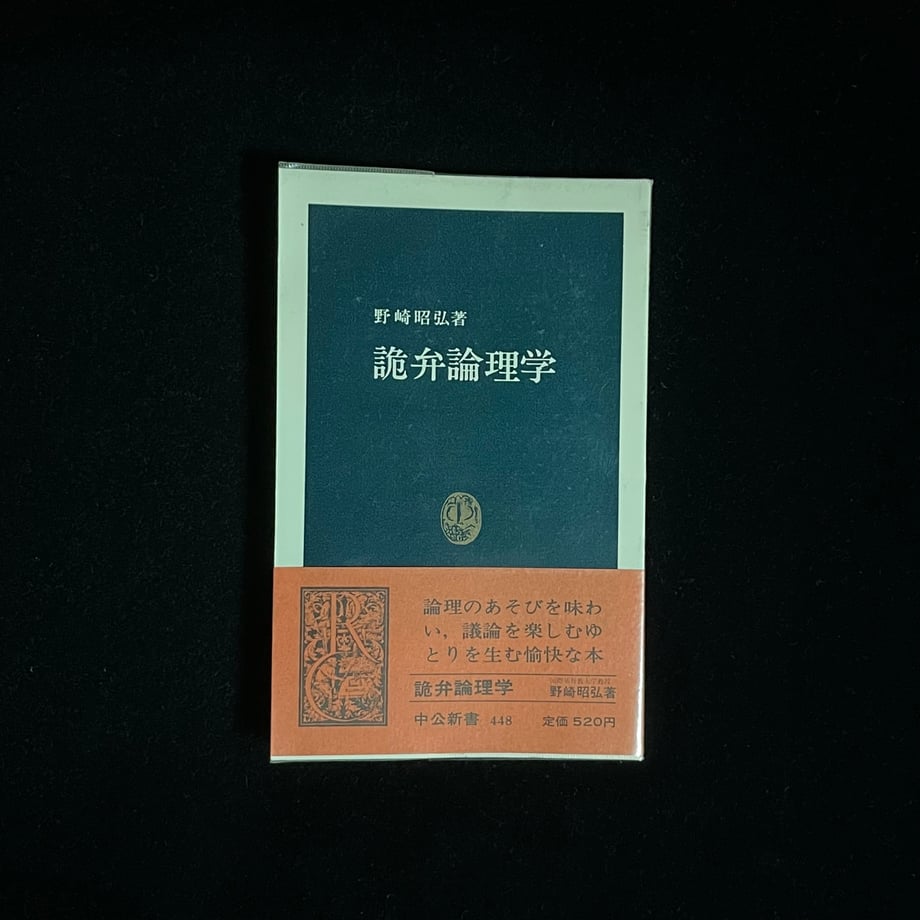 野崎昭弘著
詭弁論理学
論理のあそびを味わ
い，議論を楽しむゆ
とりを生む愉快な本
詭弁論理学
野崎昭弘著
中公新書 448 定価 520円